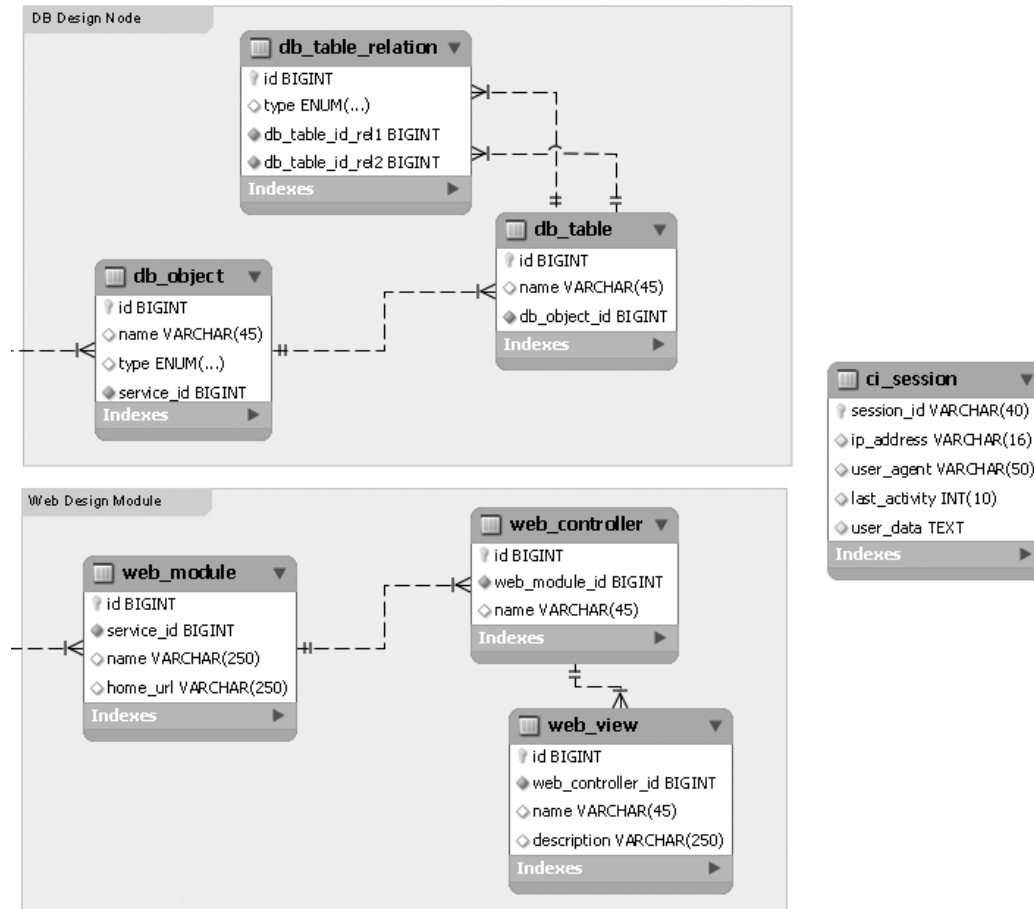 DB Design Node
db_table_relation
id BIGINT
type ENUM(...)
db_table_id_rel1 BIGINT
db_table_id_rel2 BIGINT
Indexes
db_table
id BIGINT
name VARCHAR(45)
db_object_id BIGINT
Indexes
db_object
id BIGINT
name VARCHAR(45)
type ENUM(...)
service_id BIGINT
Indexes
ci_session
session_id VARCHAR(40)
ip_address VARCHAR(16)
user_agent VARCHAR(50)
last_activity INT(10)
user_data TEXT
Indexes
Web Design Module
web_module
id BIGINT
service_id BIGINT
name VARCHAR(250)
home_url VARCHAR(250)
Indexes
web_controller
id BIGINT
web_module_id BIGINT
name VARCHAR(45)
Indexes
web_view
id BIGINT
web_controller_id BIGINT
name VARCHAR(45)
description VARCHAR(250)
Indexes